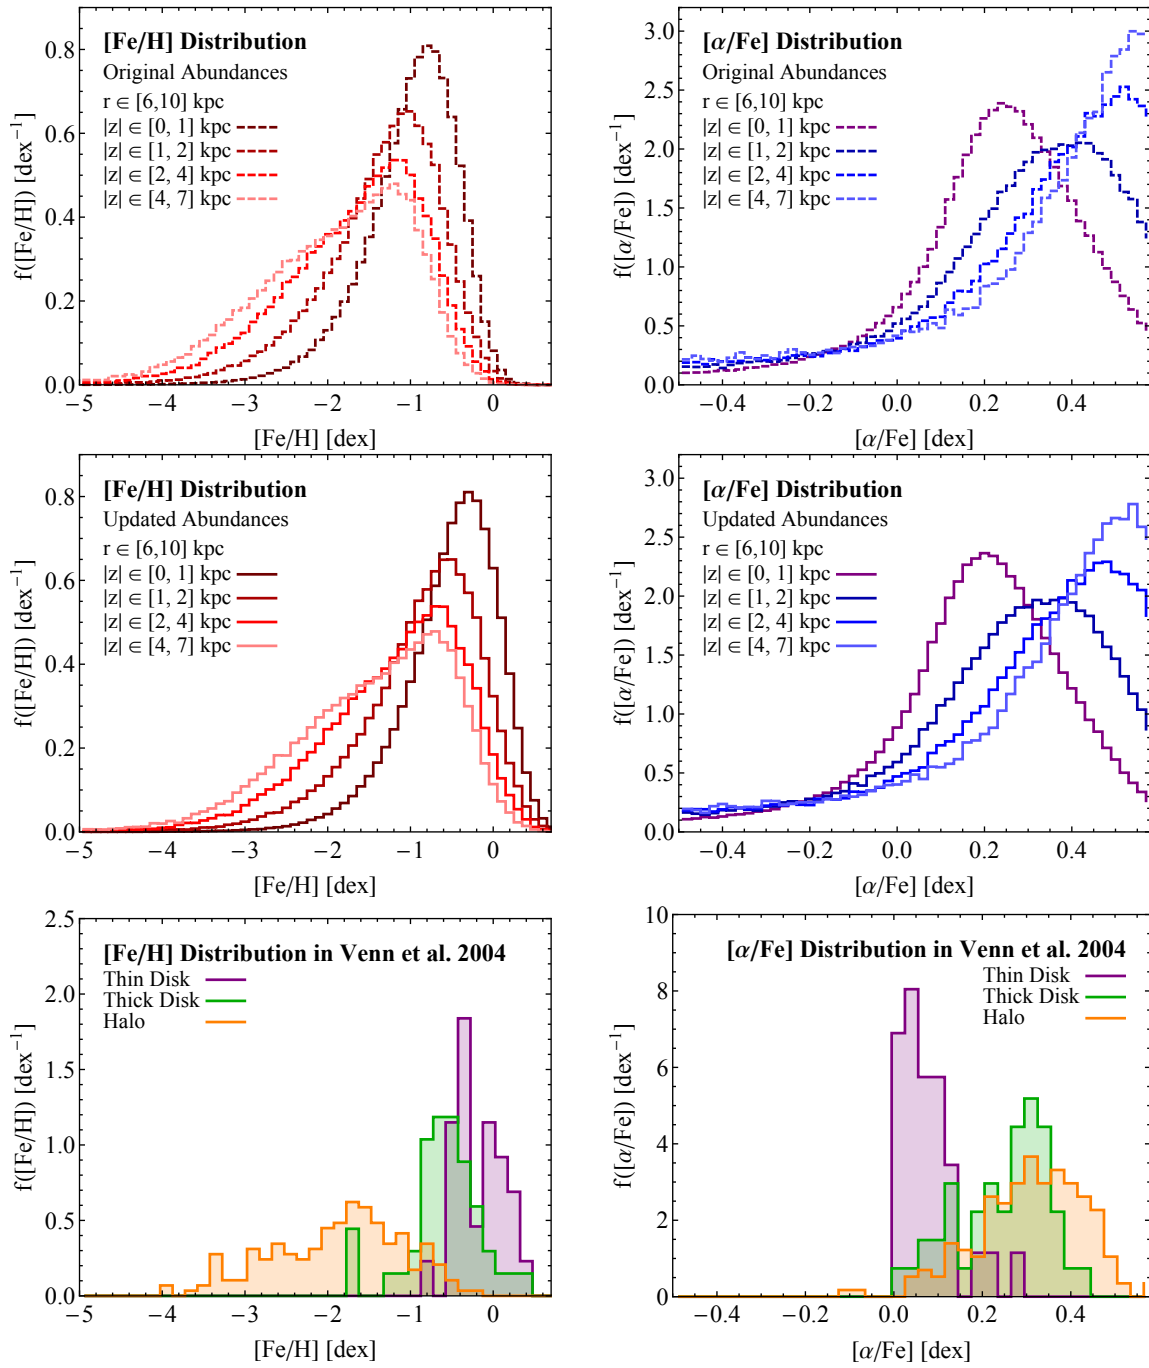 [Fe/H] Distribution
Original Abundances
r ∈ [6,10] kpc
|z| ∈ [0, 1] kpc
|z| ∈ [1, 2] kpc
|z| ∈ [2, 4] kpc
|z| ∈ [4, 7] kpc
f([Fe/H]) [dex⁻¹]
0.8
0.6
0.4
0.2
0.0
−5 −4 −3 −2 −1 0
[Fe/H] [dex]
[α/Fe] Distribution
Original Abundances
r ∈ [6,10] kpc
|z| ∈ [0, 1] kpc
|z| ∈ [1, 2] kpc
|z| ∈ [2, 4] kpc
|z| ∈ [4, 7] kpc
f([α/Fe]) [dex⁻¹]
3.0
2.5
2.0
1.5
1.0
0.5
0.0
−0.4 −0.2 0.0 0.2 0.4
[α/Fe] [dex]
[Fe/H] Distribution
Updated Abundances
r ∈ [6,10] kpc
|z| ∈ [0, 1] kpc
|z| ∈ [1, 2] kpc
|z| ∈ [2, 4] kpc
|z| ∈ [4, 7] kpc
f([Fe/H]) [dex⁻¹]
0.8
0.6
0.4
0.2
0.0
−5 −4 −3 −2 −1 0
[Fe/H] [dex]
[α/Fe] Distribution
Updated Abundances
r ∈ [6,10] kpc
|z| ∈ [0, 1] kpc
|z| ∈ [1, 2] kpc
|z| ∈ [2, 4] kpc
|z| ∈ [4, 7] kpc
f([α/Fe]) [dex⁻¹]
3.0
2.5
2.0
1.5
1.0
0.5
0.0
−0.4 −0.2 0.0 0.2 0.4
[α/Fe] [dex]
[Fe/H] Distribution in Venn et al. 2004
Thin Disk
Thick Disk
Halo
f([Fe/H]) [dex⁻¹]
2.5
2.0
1.5
1.0
0.5
0.0
−5 −4 −3 −2 −1 0
[Fe/H] [dex]
[α/Fe] Distribution in Venn et al. 2004
Thin Disk
Thick Disk
Halo
f([α/Fe]) [dex⁻¹]
10
8
6
4
2
0
−0.4 −0.2 0.0 0.2 0.4
[α/Fe] [dex]